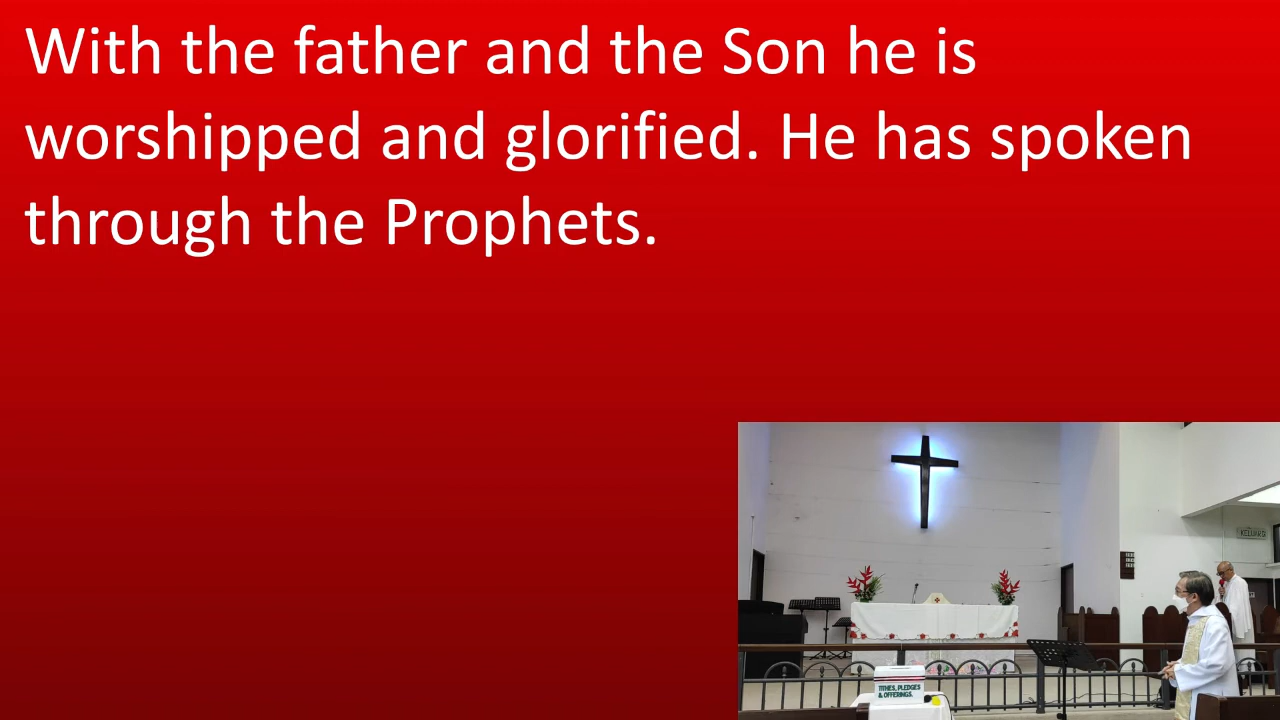 With the father and the Son he is
worshipped and glorified. He has spoken
through the Prophets.
KELUAR
TITHES, PLEDGES
& OFFERINGS.